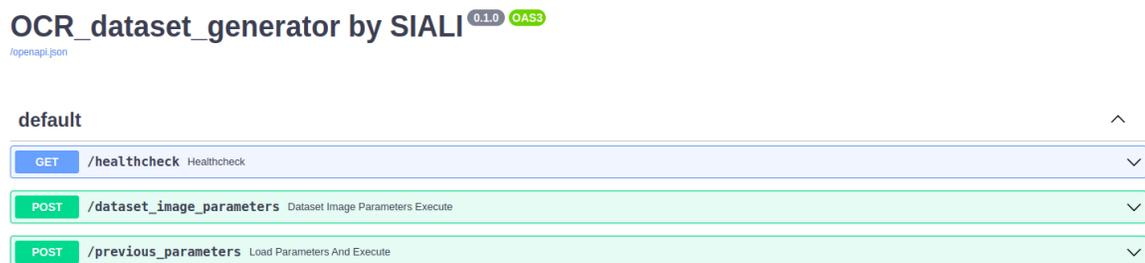 OCR_dataset_generator by SIALI 0.1.0 OAS3
/openapi.json
default
GET /healthcheck Healthcheck
POST /dataset_image_parameters Dataset Image Parameters Execute
POST /previous_parameters Load Parameters And Execute